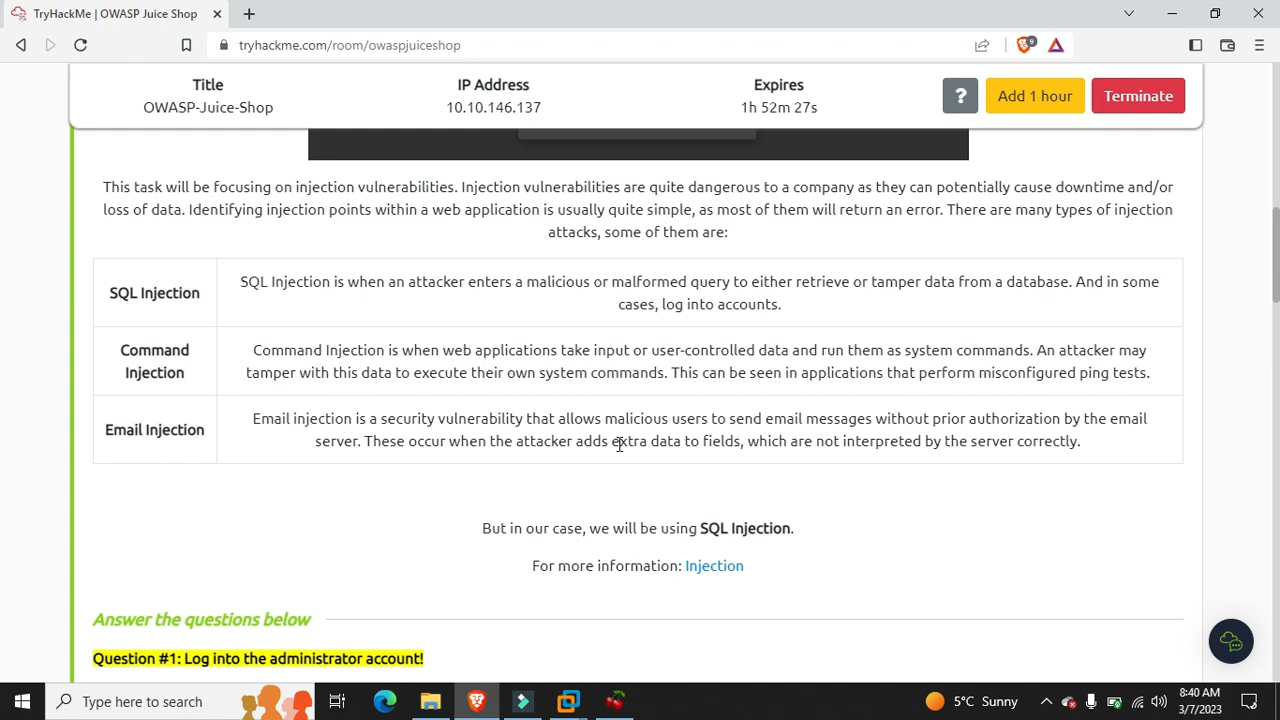 TryHackMe | OWASP Juice Shop
tryhackme.com/room/owaspjuiceshop
9
Title
IP Address
Expires
OWASP-Juice-Shop
10.10.146.137
1h 52m 27s
?
Add 1 hour
Terminate
This task will be focusing on injection vulnerabilities. Injection vulnerabilities are quite dangerous to a company as they can potentially cause downtime and/or
loss of data. Identifying injection points within a web application is usually quite simple, as most of them will return an error. There are many types of injection
attacks, some of them are:
SQL Injection
SQL Injection is when an attacker enters a malicious or malformed query to either retrieve or tamper data from a database. And in some
cases, log into accounts.
Command
Injection
Command Injection is when web applications take input or user-controlled data and run them as system commands. An attacker may
tamper with this data to execute their own system commands. This can be seen in applications that perform misconfigured ping tests.
Email Injection
Email injection is a security vulnerability that allows malicious users to send email messages without prior authorization by the email
server. These occur when the attacker adds extra data to fields, which are not interpreted by the server correctly.
But in our case, we will be using SQL Injection.
For more information: Injection
Answer the questions below
Question #1: Log into the administrator account!
Type here to search
5°C Sunny
8:40 AM
3/7/2023